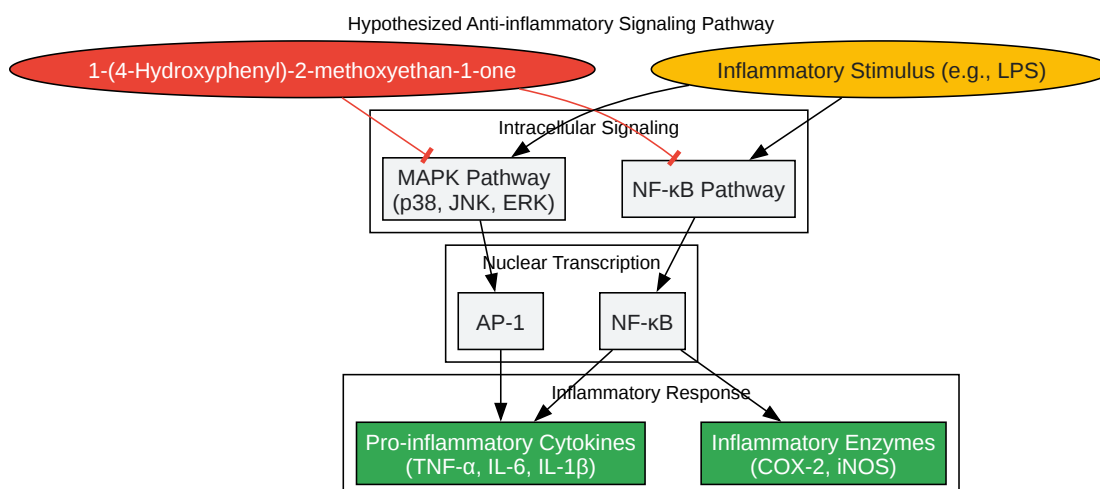 Hypothesized Anti-inflammatory Signaling Pathway
1-(4-Hydroxyphenyl)-2-methoxyethan-1-one
Inflammatory Stimulus (e.g., LPS)
Intracellular Signaling
MAPK Pathway
(p38, JNK, ERK)
NF-κB Pathway
Nuclear Transcription
AP-1
NF-κB
Inflammatory Response
Pro-inflammatory Cytokines
(TNF-α, IL-6, IL-1β)
Inflammatory Enzymes
(COX-2, iNOS)